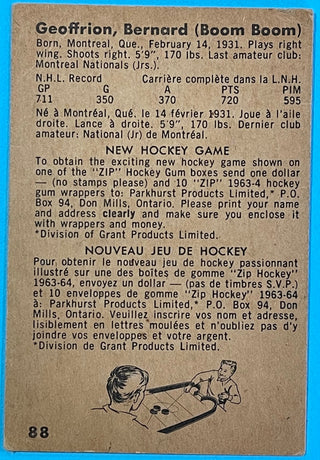 Geoffrion, Bernard (Boom Boom)
Born, Montreal, Que., February 14, 1931. Plays right
wing. Shoots right. 5'9", 170 lbs. Last amateur club:
Montreal Nationals (Jrs.).
N.H.L. Record Carrière complète dans la L.N.H.
GP G A PTS PIM
711 350 370 720 595
Né à Montréal, Qué. le 14 février 1931. Joue à l'aile
droite. Lance à droite. 5'9", 170 lbs. Dernier club
amateur: National (Jr) de Montréal.
NEW HOCKEY GAME
To obtain the exciting new hockey game shown on
one of the "ZIP" Hockey Gum boxes send one dollar
— (no stamps please) — and 10 "ZIP" 1963-4 hockey
gum wrappers to: Parkhurst Products Limited,* P.O.
Box 94, Don Mills, Ontario. Please print your name
and address clearly and make sure you enclose it
with wrappers and money.
*Division of Grant Products Limited.
NOUVEAU JEU DE HOCKEY
Pour obtenir le nouveau jeu de hockey passionnant
illustré sur une des boîtes de gomme "Zip Hockey"
1963-64, envoyez un dollar — (pas de timbres S.V.P.)
et 10 enveloppes de gomme "Zip Hockey" 1963-64
à: Parkhurst Products Limited,* P.O. Box 94, Don
Mills, Ontario. Veuillez inscrire vos nom et adresse,
lisiblement en lettres moulées et n'oubliez pas d'y
joindre vos enveloppes et votre argent.
*Division de Grant Products Limited.
88